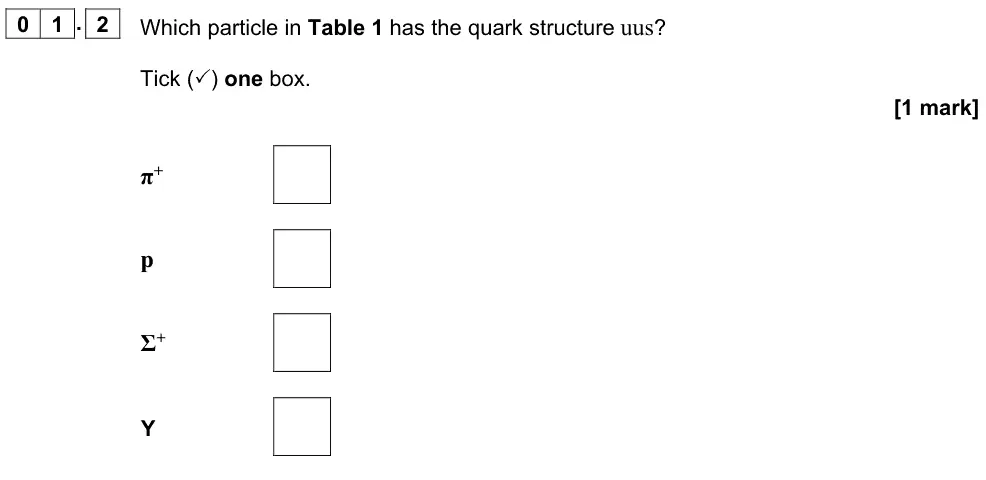 0 1 . 2 Which particle in Table 1 has the quark structure uus?
Tick (✓) one box.
[1 mark]
π⁺
p
Σ⁺
Y